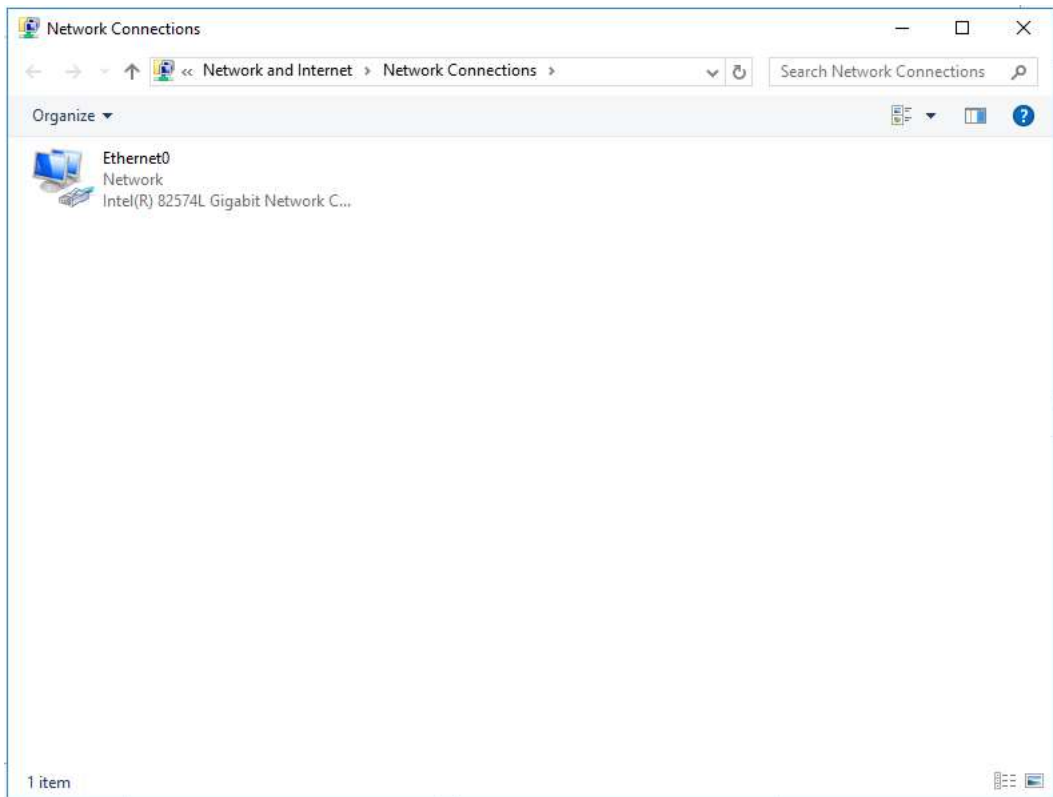 Network Connections
« Network and Internet > Network Connections >
Search Network Connections
Organize
Ethernet0
Network
Intel(R) 82574L Gigabit Network C...
1 item